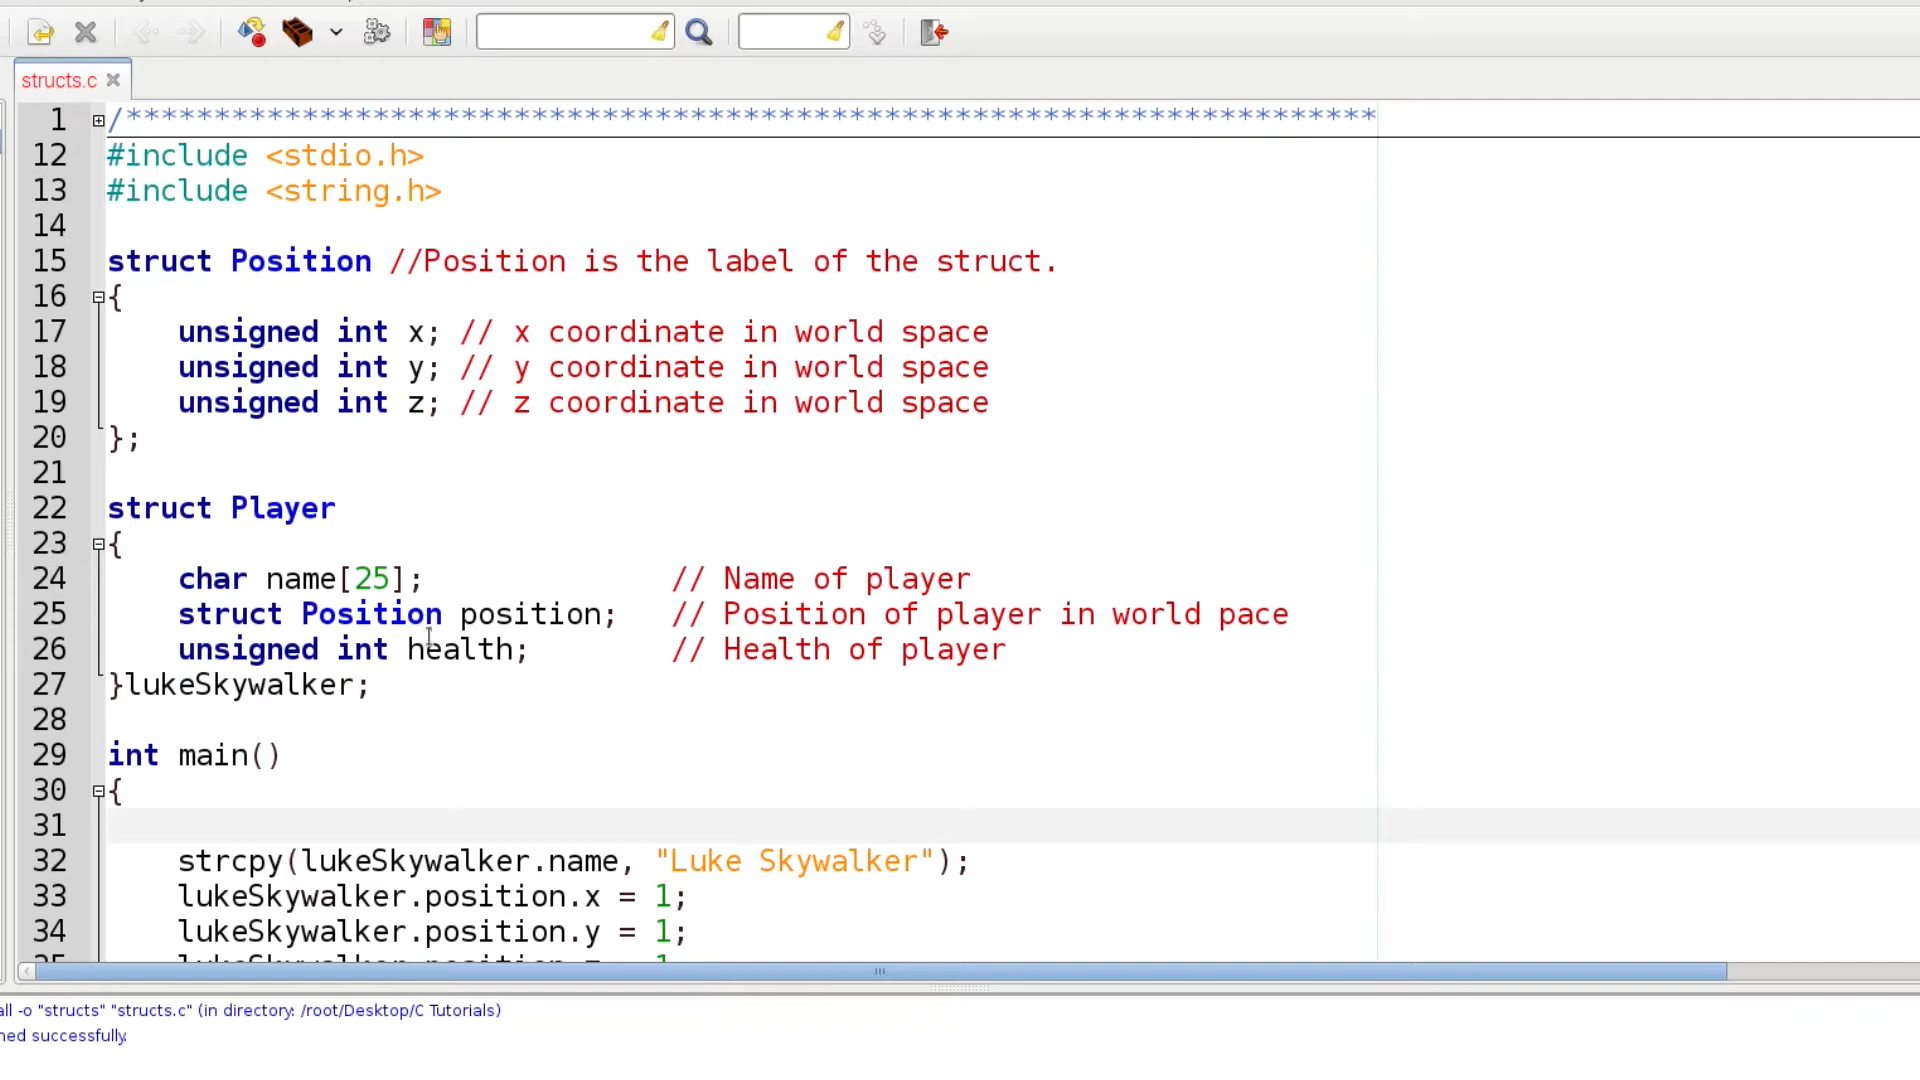 structs.c
1 /***********************************************************************
12 #include <stdio.h>
13 #include <string.h>
14
15 struct Position //Position is the label of the struct.
16 {
17 unsigned int x; // x coordinate in world space
18 unsigned int y; // y coordinate in world space
19 unsigned int z; // z coordinate in world space
20 };
21
22 struct Player
23 {
24 char name[25]; // Name of player
25 struct Position position; // Position of player in world pace
26 unsigned int health; // Health of player
27 }lukeSkywalker;
28
29 int main()
30 {
31
32 strcpy(lukeSkywalker.name, "Luke Skywalker");
33 lukeSkywalker.position.x = 1;
34 lukeSkywalker.position.y = 1;
all -o "structs" "structs.c" (in directory: /root/Desktop/C Tutorials)
ned successfully.